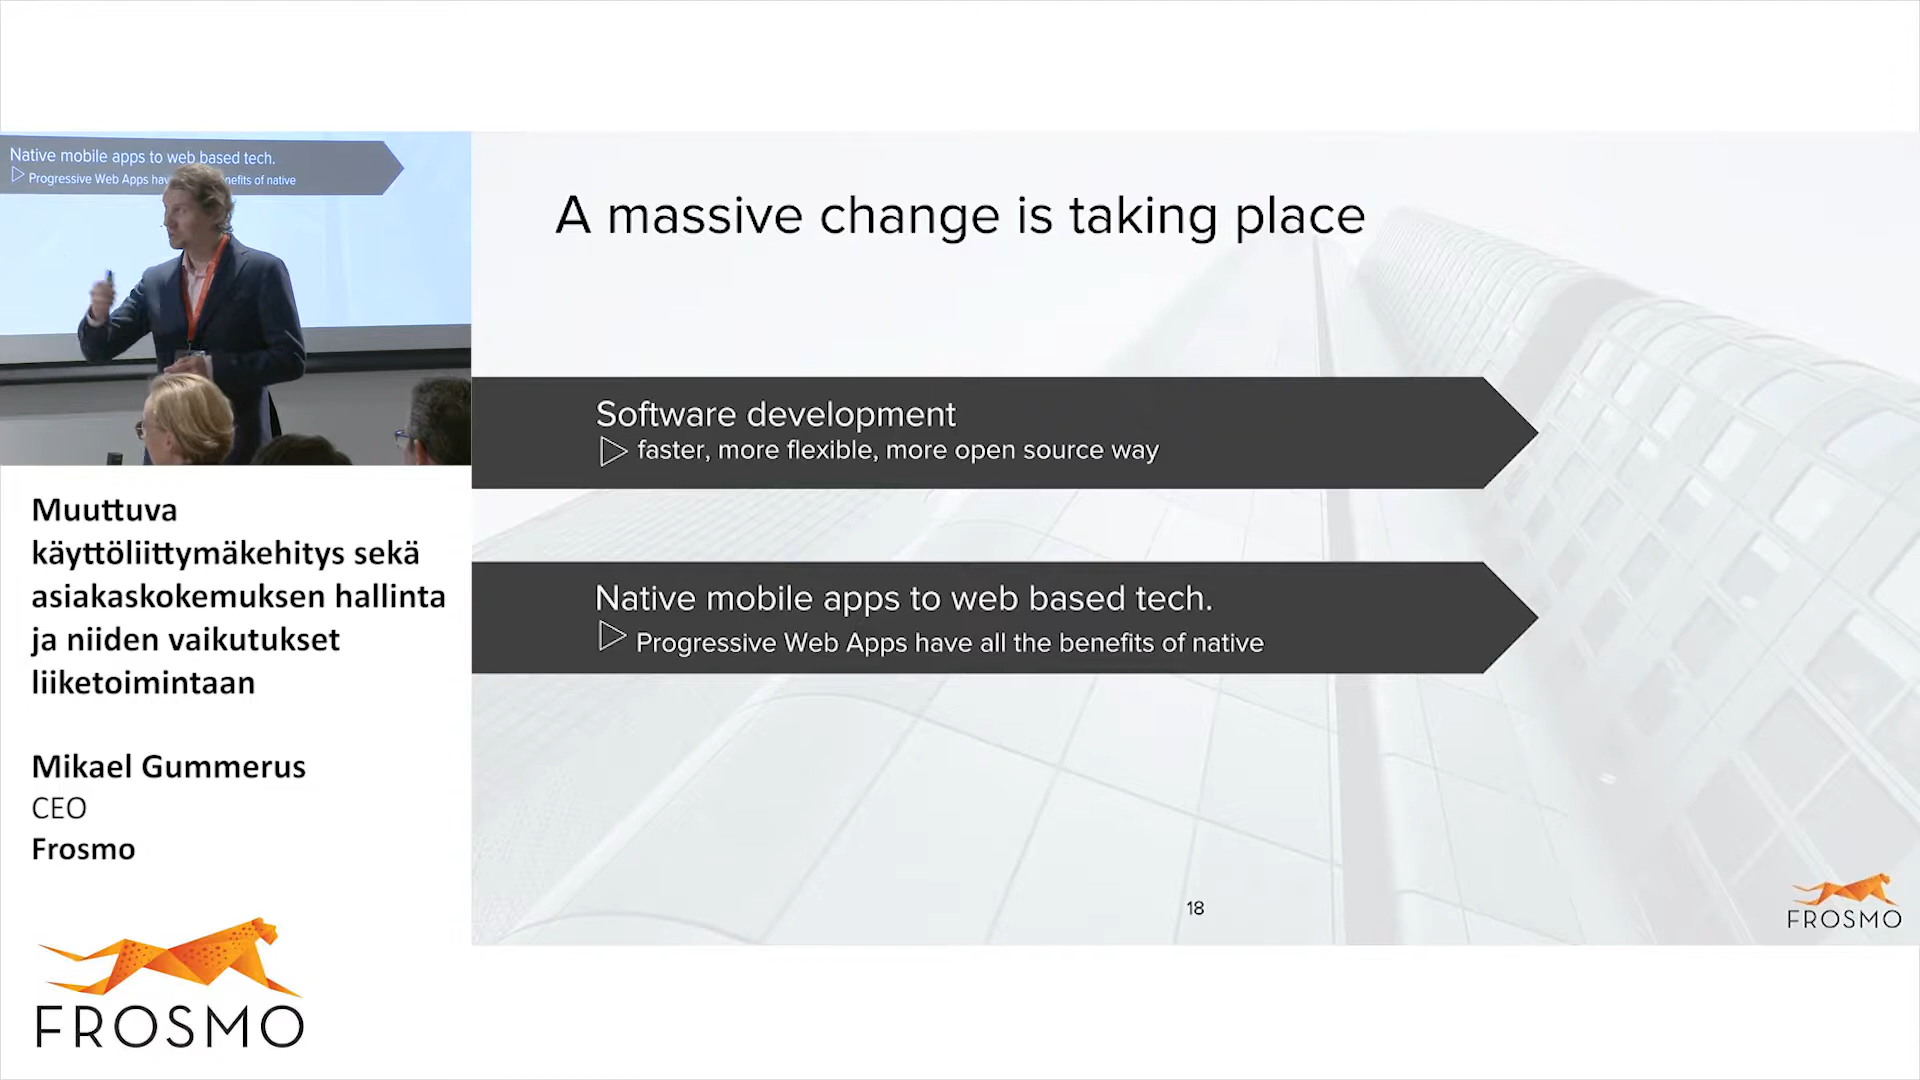 Native mobile apps to web based tech.
Progressive Web Apps have nefits of native
A massive change is taking place
Software development
faster, more flexible, more open source way
Native mobile apps to web based tech.
Progressive Web Apps have all the benefits of native
18
FROSMO
Muuttuva
käyttöliittymäkehitys sekä
asiakaskokemuksen hallinta
ja niiden vaikutukset
liiketoimintaan
Mikael Gummerus
CEO
Frosmo
FROSMO